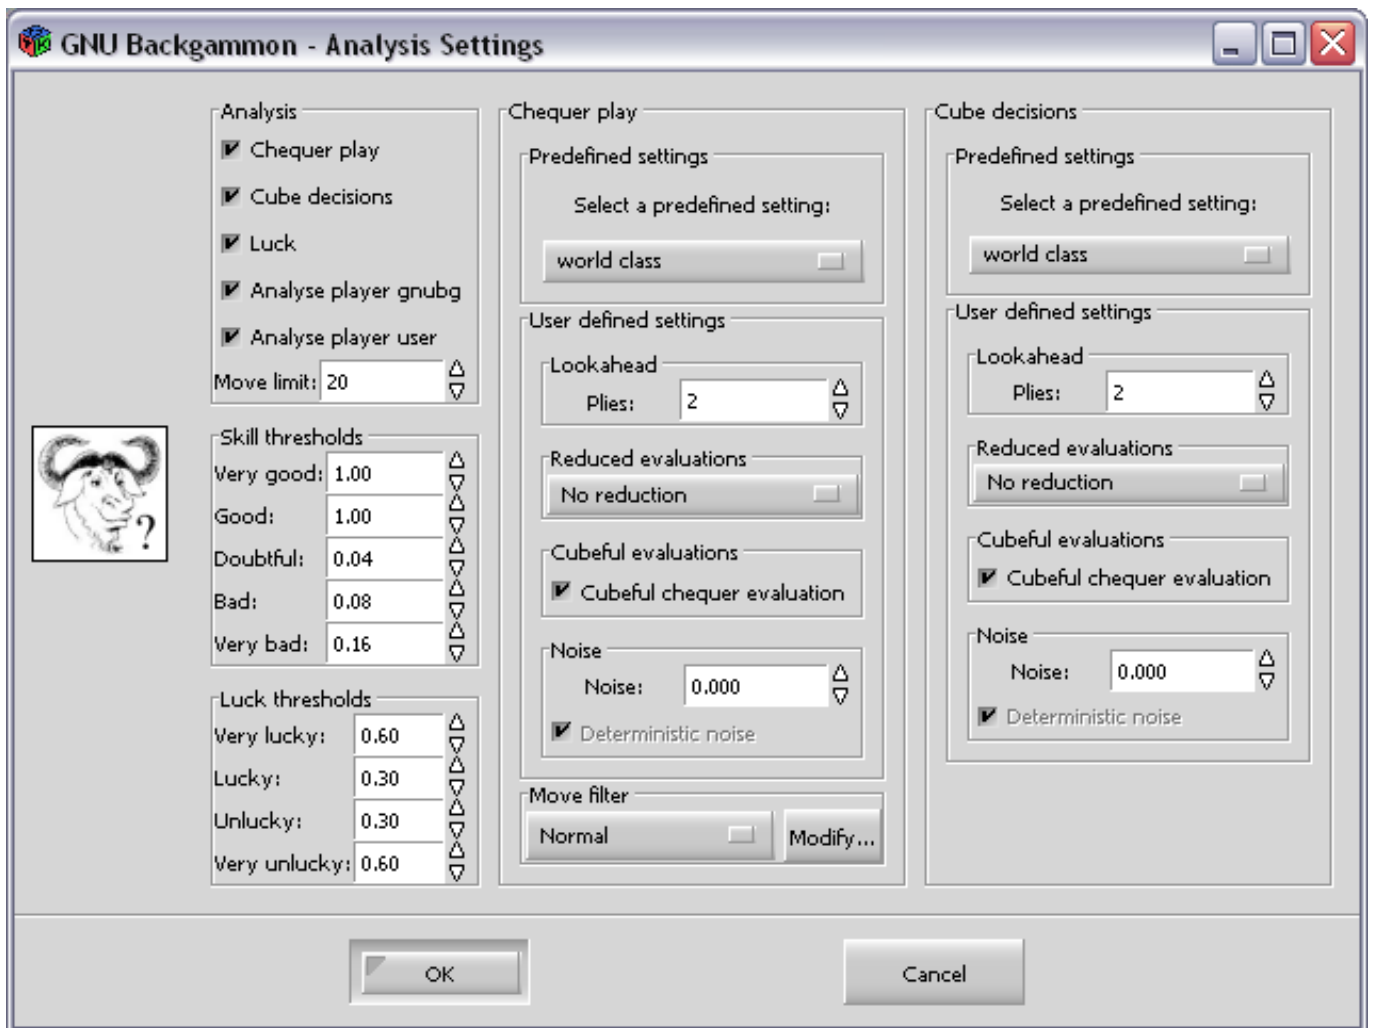 GNU Backgammon - Analysis Settings
Analysis
Chequer play
Cube decisions
Luck
Analyse player gnubg
Analyse player user
Move limit: 20
Skill thresholds
Very good: 1.00
Good: 1.00
Doubtful: 0.04
Bad: 0.08
Very bad: 0.16
Luck thresholds
Very lucky: 0.60
Lucky: 0.30
Unlucky: 0.30
Very unlucky: 0.60
?
Chequer play
Predefined settings
Select a predefined setting:
world class
User defined settings
Lookahead
Plies: 2
Reduced evaluations
No reduction
Cubeful evaluations
Cubeful chequer evaluation
Noise
Noise: 0.000
Deterministic noise
Move filter
Normal Modify...
Cube decisions
Predefined settings
Select a predefined setting:
world class
User defined settings
Lookahead
Plies: 2
Reduced evaluations
No reduction
Cubeful evaluations
Cubeful chequer evaluation
Noise
Noise: 0.000
Deterministic noise
OK Cancel